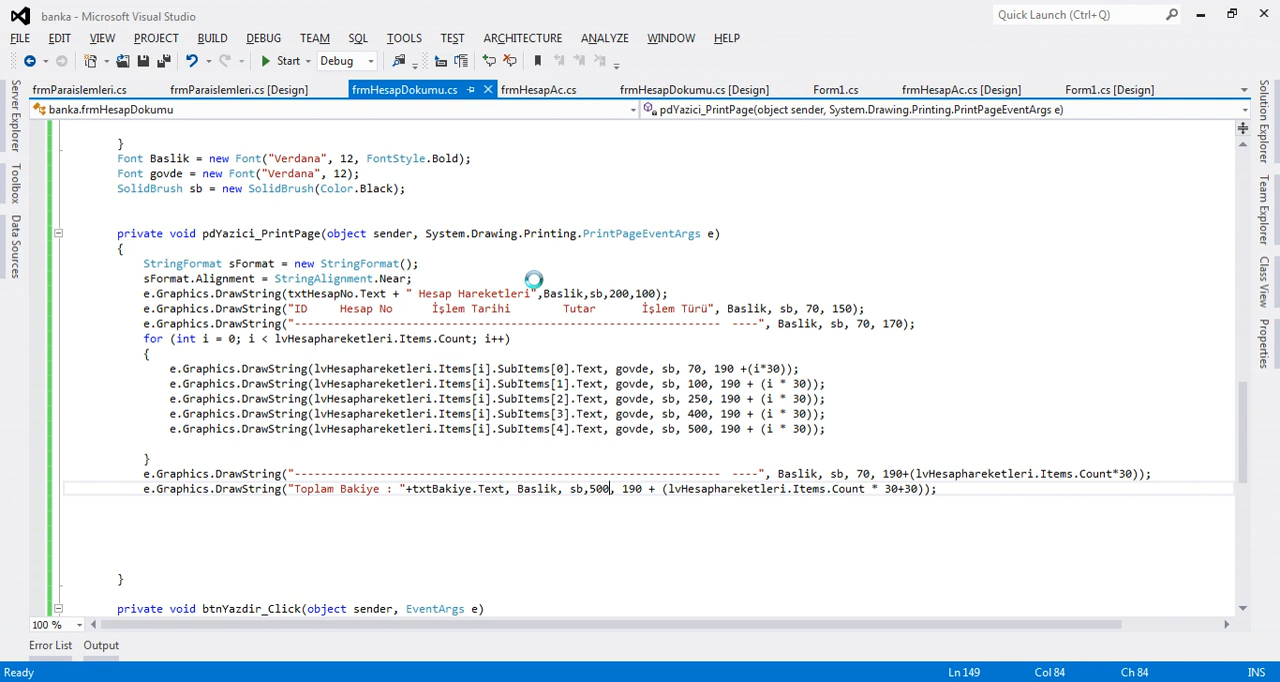 banka - Microsoft Visual Studio
Quick Launch (Ctrl+Q)
FILE EDIT VIEW PROJECT BUILD DEBUG TEAM SQL TOOLS TEST ARCHITECTURE ANALYZE WINDOW HELP
Start Debug
frmParaislemleri.cs frmParaislemleri.cs [Design] frmHesapDokumu.cs frmHesapAc.cs frmHesapDokumu.cs [Design] Form1.cs frmHesapAc.cs [Design] Form1.cs [Design]
banka.frmHesapDokumu pdYazici_PrintPage(object sender, System.Drawing.Printing.PrintPageEventArgs e)
Server Explorer
Toolbox
Data Sources
}
Font Baslik = new Font("Verdana", 12, FontStyle.Bold);
Font govde = new Font("Verdana", 12);
SolidBrush sb = new SolidBrush(Color.Black);
private void pdYazici_PrintPage(object sender, System.Drawing.Printing.PrintPageEventArgs e)
{
StringFormat sFormat = new StringFormat();
sFormat.Alignment = StringAlignment.Near;
e.Graphics.DrawString(txtHesapNo.Text + " Hesap Hareketleri",Baslik,sb,200,100);
e.Graphics.DrawString("ID     Hesap No      İşlem Tarihi        Tutar       İşlem Türü", Baslik, sb, 70, 150);
e.Graphics.DrawString("-----------------------------------------------------------------  ----", Baslik, sb, 70, 170);
for (int i = 0; i < lvHesaphareketleri.Items.Count; i++)
{
e.Graphics.DrawString(lvHesaphareketleri.Items[i].SubItems[0].Text, govde, sb, 70, 190 +(i*30));
e.Graphics.DrawString(lvHesaphareketleri.Items[i].SubItems[1].Text, govde, sb, 100, 190 + (i * 30));
e.Graphics.DrawString(lvHesaphareketleri.Items[i].SubItems[2].Text, govde, sb, 250, 190 + (i * 30));
e.Graphics.DrawString(lvHesaphareketleri.Items[i].SubItems[3].Text, govde, sb, 400, 190 + (i * 30));
e.Graphics.DrawString(lvHesaphareketleri.Items[i].SubItems[4].Text, govde, sb, 500, 190 + (i * 30));
}
e.Graphics.DrawString("-----------------------------------------------------------------  ----", Baslik, sb, 70, 190+(lvHesaphareketleri.Items.Count*30));
e.Graphics.DrawString("Toplam Bakiye : "+txtBakiye.Text, Baslik, sb,500, 190 + (lvHesaphareketleri.Items.Count * 30+30));
}
private void btnYazdir_Click(object sender, EventArgs e)
Solution Explorer
Team Explorer
Class View
Properties
100 %
Error List Output
Ready Ln 149 Col 84 Ch 84 INS